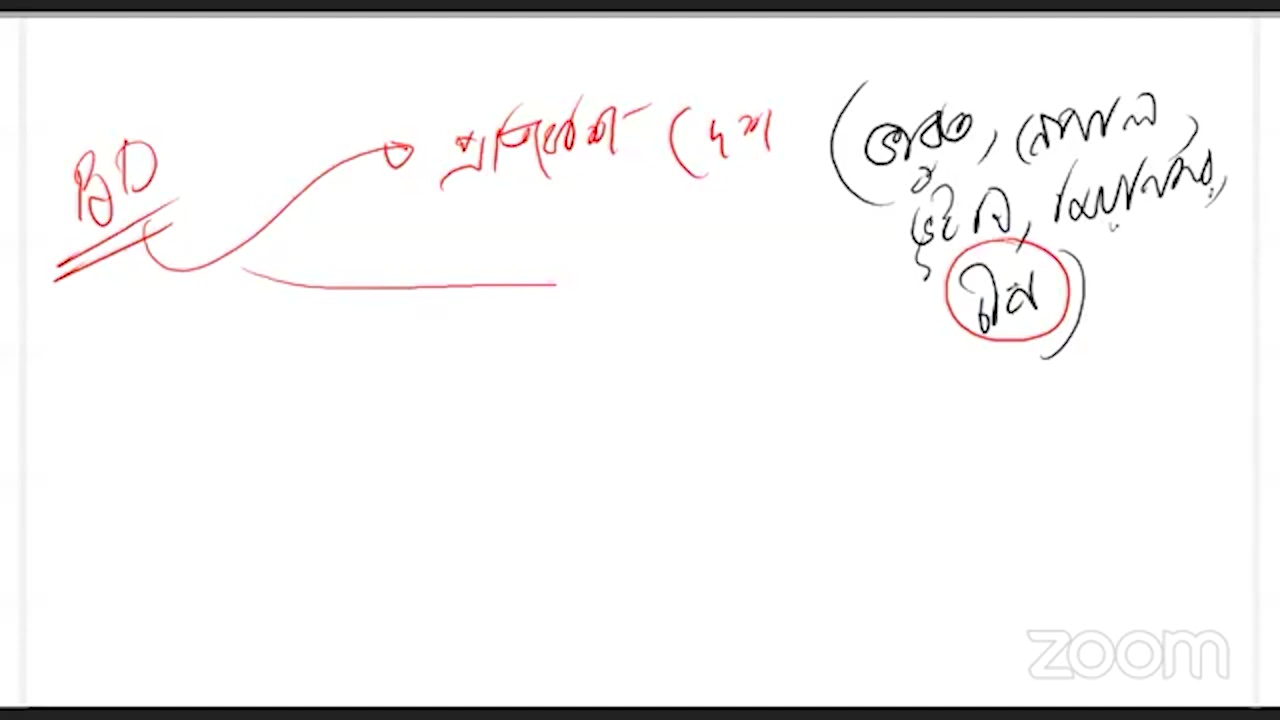 BD
প্রতিবেশী দেশ
(ভারত, নেপাল,
ভুটান, মিয়ানমার,
চীন)
zoom